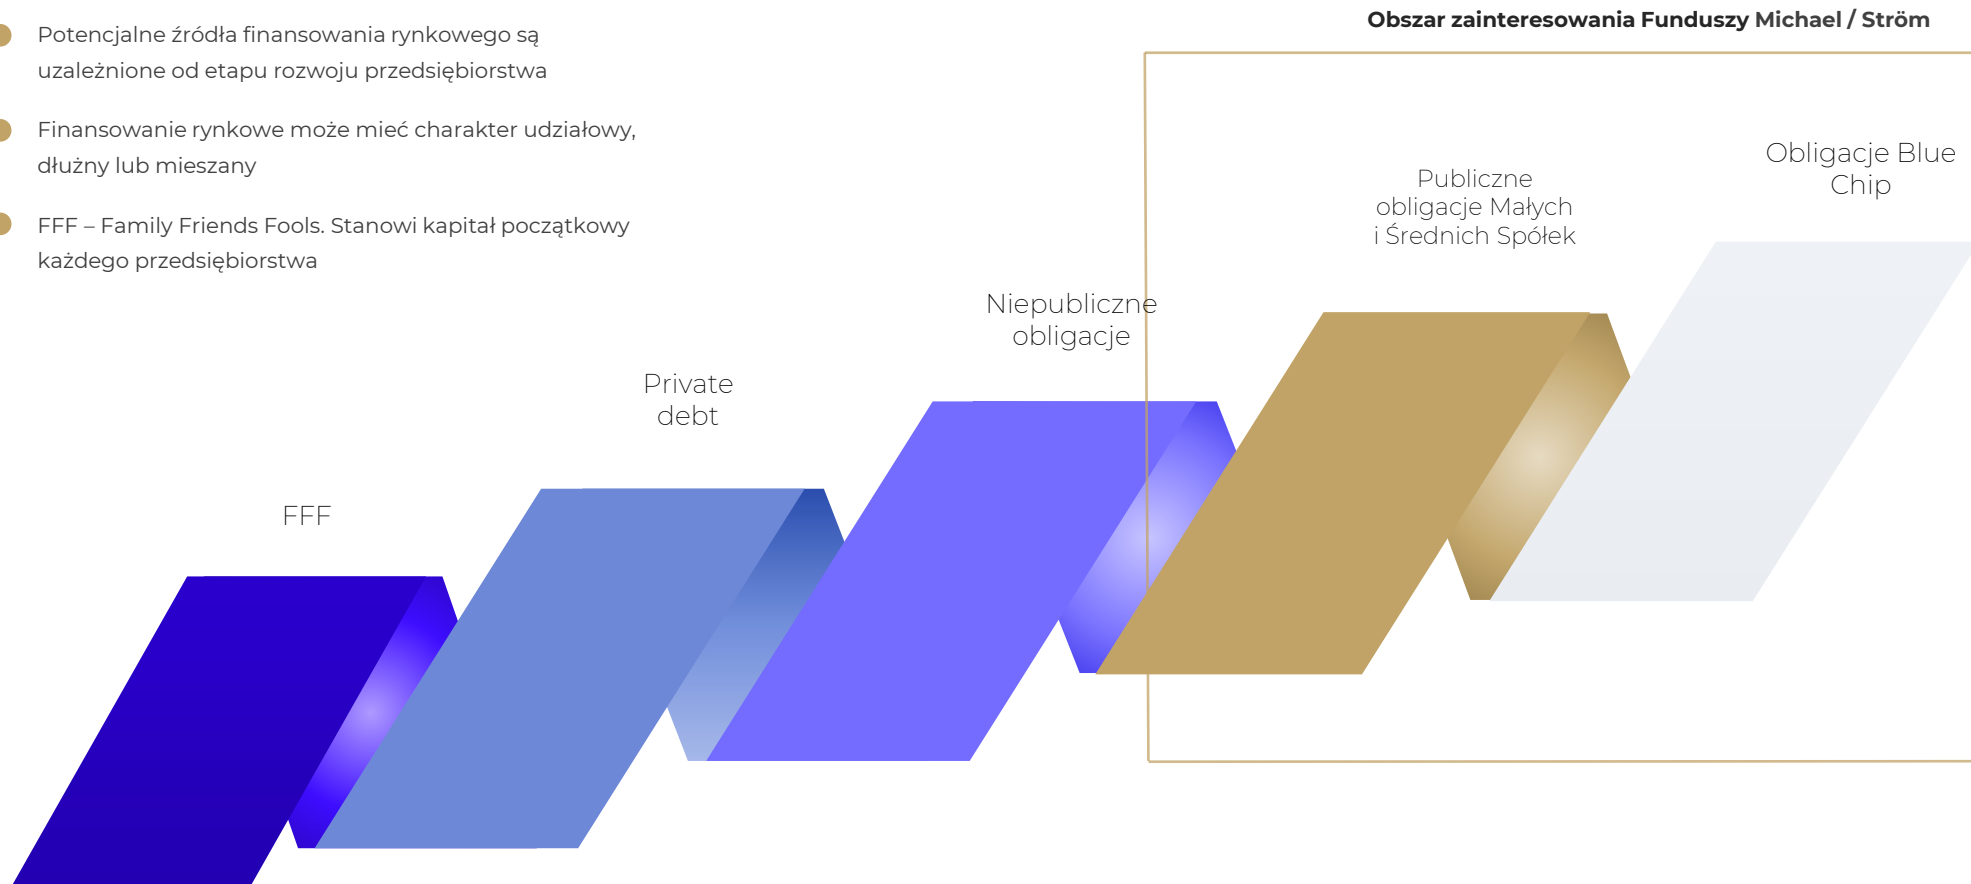 Obszar zainteresowania Funduszy Michael / Ström
Potencjalne źródła finansowania rynkowego są
uzależnione od etapu rozwoju przedsiębiorstwa
Finansowanie rynkowe może mieć charakter udziałowy,
dłużny lub mieszany
FFF – Family Friends Fools. Stanowi kapitał początkowy
każdego przedsiębiorstwa
FFF
Private
debt
Niepubliczne
obligacje
Publiczne
obligacje Małych
i Średnich Spółek
Obligacje Blue
Chip